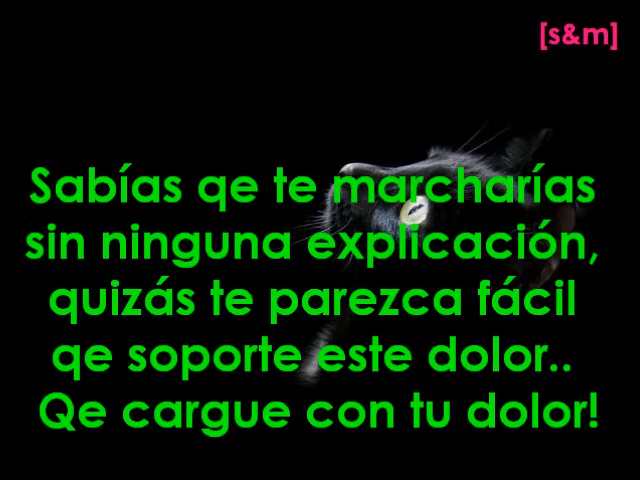 [s&m]
Sabías qe te marcharías
sin ninguna explicación,
quizás te parezca fácil
qe soporte este dolor..
Qe cargue con tu dolor!